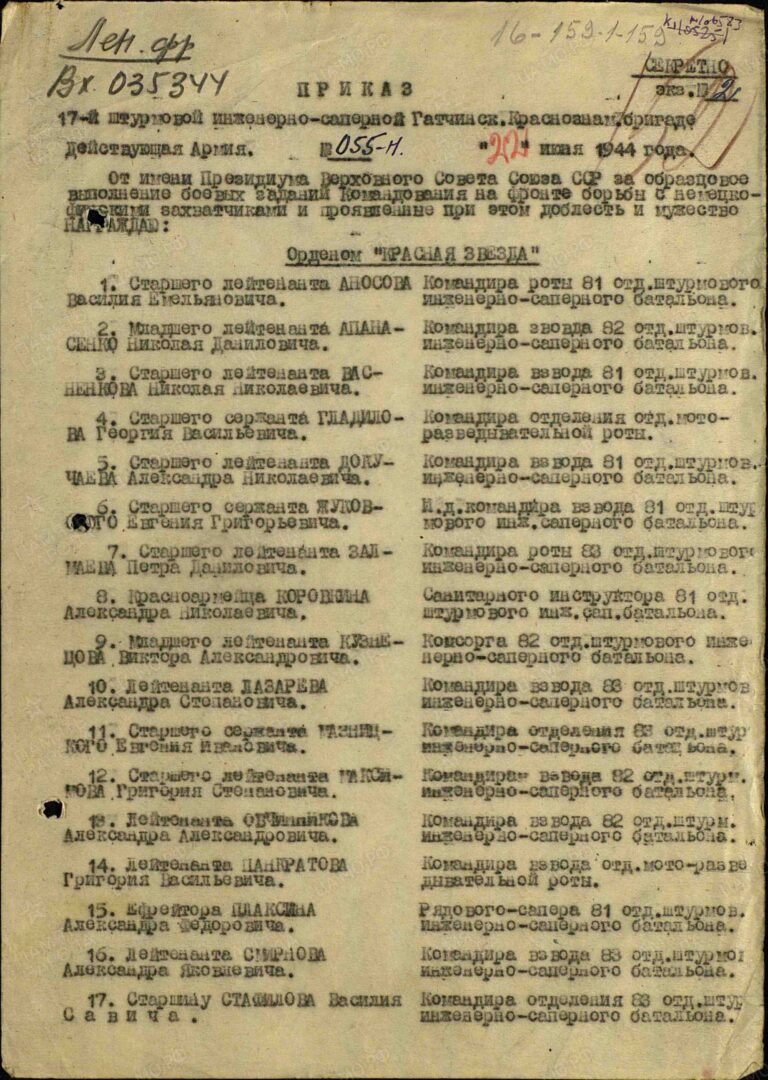 Лен. фр
Вх 035344
16-159-1-159
СЕКРЕТНО
ПРИКАЗ
экз.№ 2
17-й штурмовой инженерно-саперной Гатчинск.Краснознам.бригаде
Действующая Армия. № 055-н. "22" июня 1944 года.
От имени Президиума Верховного Совета Союза ССР за образцовое
выполнение боевых заданий Командования на фронте борьбы с немецко-
фашистскими захватчиками и проявленные при этом доблесть и мужество
НАГРАЖДАЮ:
Орденом "КРАСНАЯ ЗВЕЗДА"
1. Старшего лейтенанта АНОСОВА Командира роты 81 отд.штурмового
Василия Емельяновича. инженерно-саперного батальона.
2. Младшего лейтенанта АПАНА- Командира звовда 82 отд.штурмов.
СЕНКО Николая Даниловича. инженерно-саперного батальона.
3. Старшего лейтенанта ВАС- Командира взвода 81 отд.штурмов.
НЕНКОВА Николая Николаевича. инженерно-саперного батальона.
4. Старшего сержанта ГЛАДИЛО- Командира отделения отд.мото-
ВА Георгия Васильевича. разведывательной роты.
5. Старшего лейтенанта ДОКУ- Командира взвода 81 отд.штурмов.
ЧАЕВА Александра Николаевича. инженерно-саперного батальона.
6. Старшего сержанта ЖУКОВ- И.д.командира взвода 81 отд.штур
СКОГО Евгения Григорьевича. мового инж.саперного батальона.
7. Старшего лейтенанта ЗАЛ- Командира роты 83 отд.штурмового
МАЕВА Петра Даниловича. инженерно-саперного батальона.
8. Красноармейца КОРОВКИНА Санитарного инструктора 81 отд.
Александра Николаевича. штурмового инж.сап.батальона.
9. Младшего лейтенанта КУЗНЕ- Комсорга 82 отд.штурмового инже
ЦОВА Виктора Александровича. нерно-саперного батальона.
10. Лейтенанта ЛАЗАРЕВА Командира взвода 83 отд.штурмов
Александра Степановича. инженерно-саперного батальона.
11. Старшего сержанта Командира отделения 83 отд.штур
КОГО Евгения Ивановича. инженерно-саперного батальона.
12. Старшего лейтенанта МАКСИ- Командирам взвода 82 отд.штурм.
МОВА Григория Степановича. инженерно-саперного батальона.
13. Лейтенанта ОВЧИННИКОВА Командира взвода 82 отд.штурм.
Александра Александровича. инженерно-саперного батальона.
14. Лейтенанта ПАНКРАТОВА Командира взвода отд.мото-разве
Григория Васильевича. дывательной роты.
15. Ефрейтора ПЛАКСИНА Рядового-сапера 81 отд.штурмов.
Александра Федоровича. инженерно-саперного батальона.
16. Лейтенанта СМИРНОВА Командира взвода 83 отд.штурмов
Александра Яковлевича. инженерно-саперного батальона.
17. Старшину СТАФИЛОВА Василия Командира отделения 83 отд.штур
Савича. инженерно-саперного батальона.